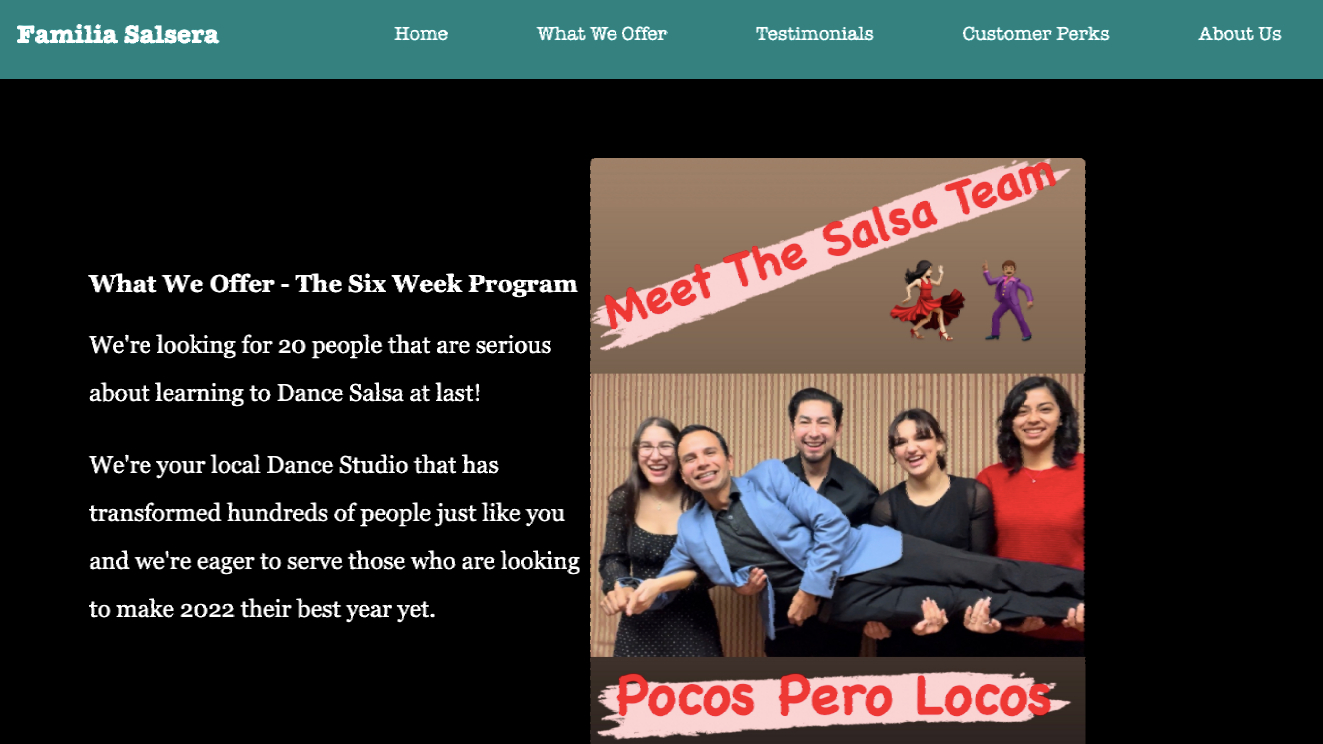 Familia Salsera
Home
What We Offer
Testimonials
Customer Perks
About Us
What We Offer - The Six Week Program
We're looking for 20 people that are serious
about learning to Dance Salsa at last!
We're your local Dance Studio that has
transformed hundreds of people just like you
and we're eager to serve those who are looking
to make 2022 their best year yet.
Meet The Salsa Team
Pocos Pero Locos